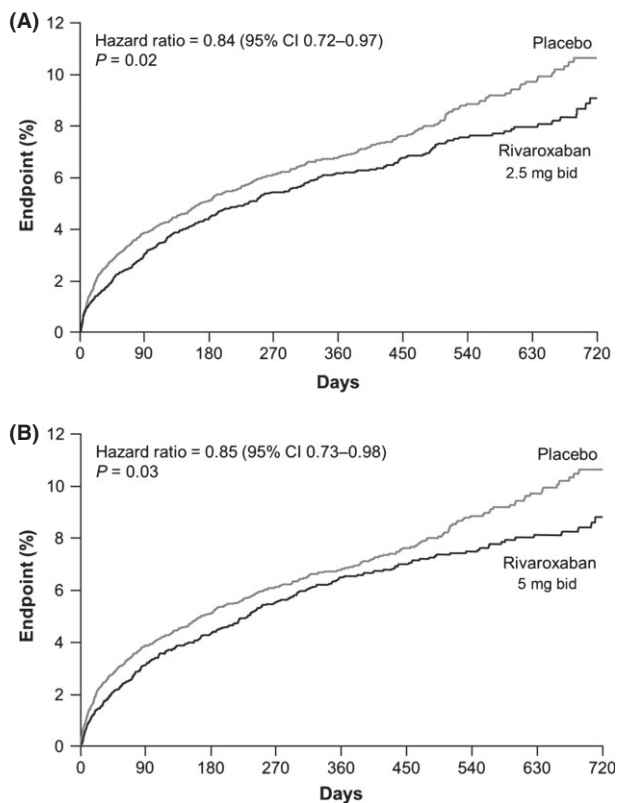 (A)
12
10
8
6
4
2
0
Endpoint (%)
Hazard ratio = 0.84 (95% CI 0.72–0.97)
P = 0.02
Placebo
Rivaroxaban
2.5 mg bid
0 90 180 270 360 450 540 630 720
Days
(B)
12
10
8
6
4
2
0
Endpoint (%)
Hazard ratio = 0.85 (95% CI 0.73–0.98)
P = 0.03
Placebo
Rivaroxaban
5 mg bid
0 90 180 270 360 450 540 630 720
Days